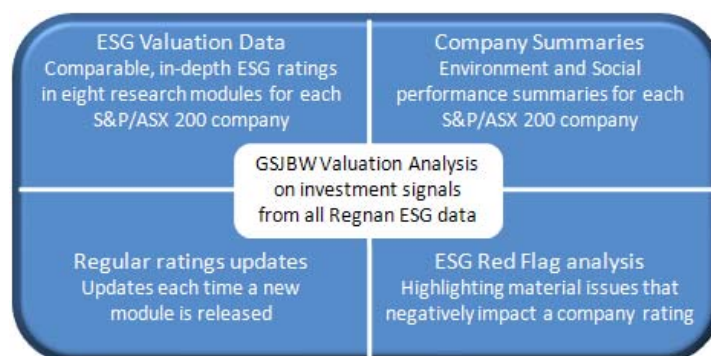 ESG Valuation Data
Comparable, in-depth ESG ratings
in eight research modules for each
S&P/ASX 200 company
Company Summaries
Environment and Social
performance summaries for each
S&P/ASX 200 company
GSJBW Valuation Analysis
on investment signals
from all Regnan ESG data
Regular ratings updates
Updates each time a new
module is released
ESG Red Flag analysis
Highlighting material issues that
negatively impact a company rating